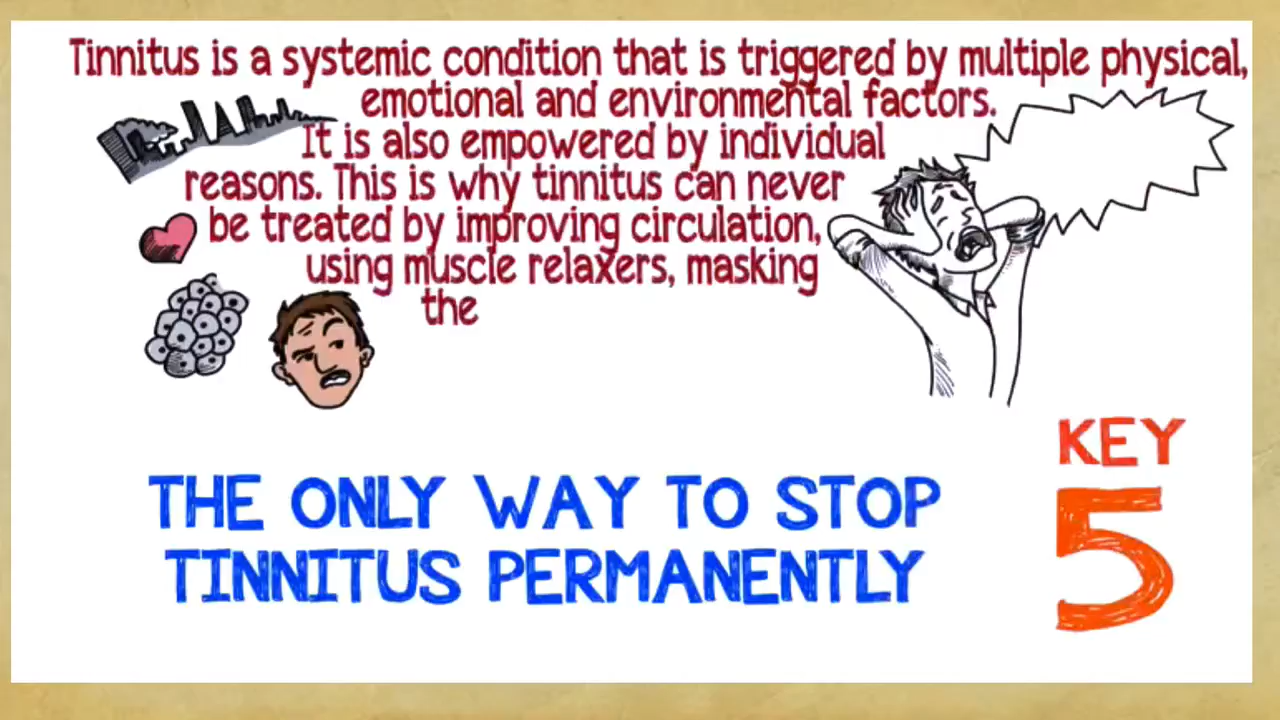 Tinnitus is a systemic condition that is triggered by multiple physical,
emotional and environmental factors.
It is also empowered by individual
reasons. This is why tinnitus can never
be treated by improving circulation,
using muscle relaxers, masking
the
KEY
5
THE ONLY WAY TO STOP
TINNITUS PERMANENTLY